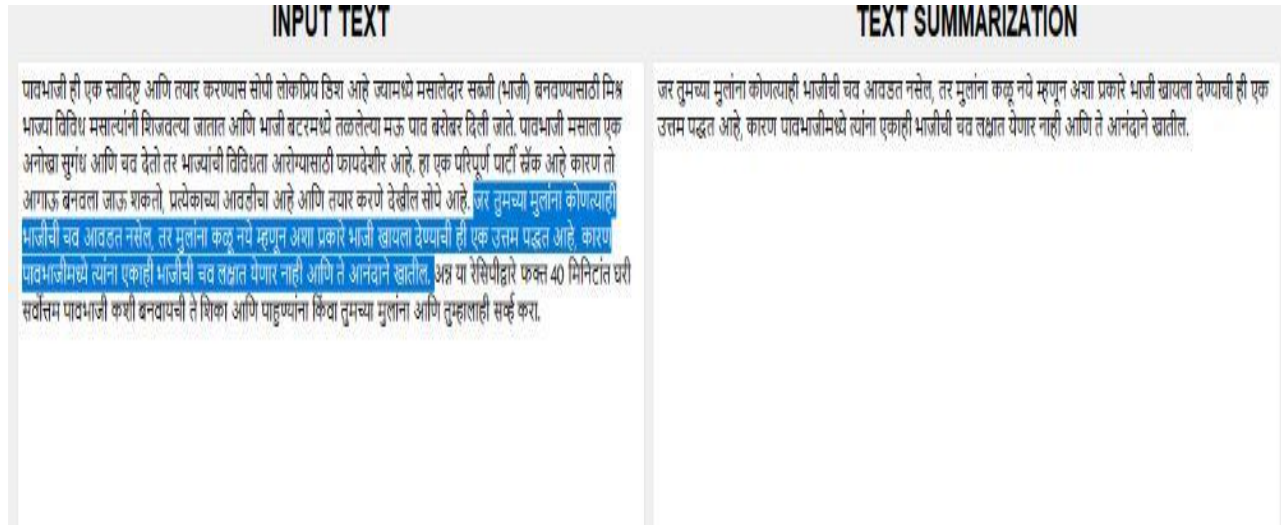 INPUT TEXT
पावभाजी ही एक स्वादिष्ट आणि तयार करण्यास सोपी लोकप्रिय डिश आहे ज्यामध्ये मसालेदार सब्जी (भाजी) बनवण्यासाठी मिश्र
भाज्या विविध मसाल्यांनी शिजवल्या जातात आणि भाजी बटरमध्ये तळलेल्या मऊ पाव बरोबर दिली जाते. पावभाजी मसाला एक
अनोखा सुगंध आणि चव देतो तर भाज्यांची विविधता आरोग्यासाठी फायदेशीर आहे. हा एक परिपूर्ण पार्टी स्नॅक आहे कारण तो
आगाऊ बनवला जाऊ शकतो, प्रत्येकाच्या आवडीचा आहे आणि तयार करणे देखील सोपे आहे. जर तुमच्या मुलांना कोणत्याही
भाजीची चव आवडत नसेल, तर मुलांना कळू नये म्हणून अशा प्रकारे भाजी खायला देण्याची ही एक उत्तम पद्धत आहे, कारण
पावभाजीमध्ये त्यांना एकाही भाजीची चव लक्षात येणार नाही आणि ते आनंदाने खातील. अन्न या रेसिपीद्वारे फक्त 40 मिनिटांत घरी
सर्वोत्तम पावभाजी कशी बनवायची ते शिका आणि पाहुण्यांना किंवा तुमच्या मुलांना आणि तुम्हालाही सर्व्ह करा.
TEXT SUMMARIZATION
जर तुमच्या मुलांना कोणत्याही भाजीची चव आवडत नसेल, तर मुलांना कळू नये म्हणून अशा प्रकारे भाजी खायला देण्याची ही एक
उत्तम पद्धत आहे, कारण पावभाजीमध्ये त्यांना एकाही भाजीची चव लक्षात येणार नाही आणि ते आनंदाने खातील.